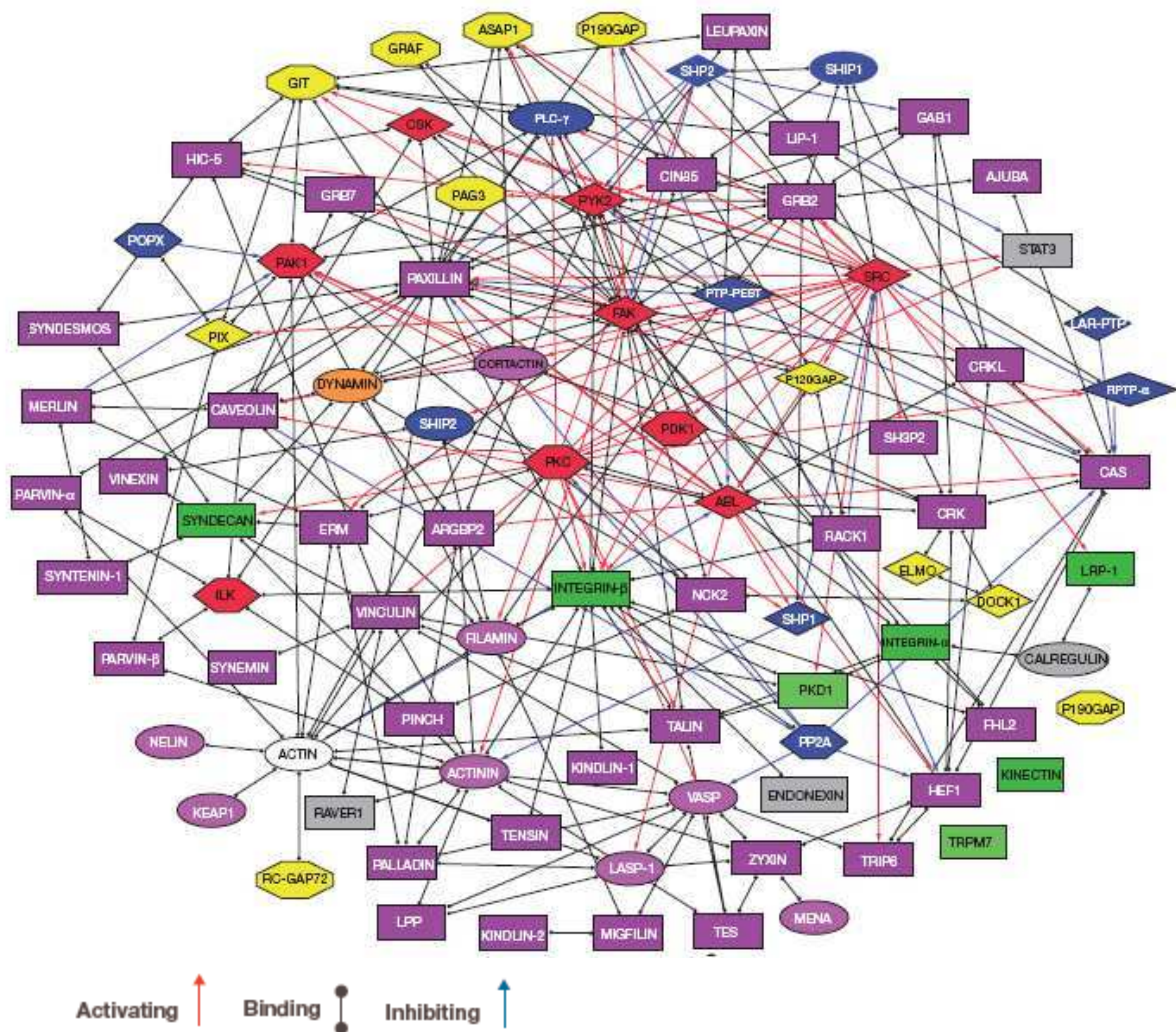 ASAP1
P190GAP
LEUPAXIN
GRAF
SHP2
SHIP1
GIT
CSK
PLC-γ
GAB1
LIP-1
HIC-5
GRB7
PAG3
PYK2
CIN85
GRB2
AJUBA
POPX
PAK1
PAXILLIN
PTP-PEST
SRC
STAT3
SYNDESMOS
PIX
FAK
LAR-PTP
CORTACTIN
DYNAMIN
P120GAP
CRKL
RPTP-α
MERLIN
CAVEOLIN
SHIP2
PDK1
SH3P2
PARVIN-α
VINEXIN
PKC
CAS
SYNDECAN
ERM
ARGBP2
ABL
RACK1
CRK
SYNTENIN-1
ILK
VINCULIN
INTEGRIN-β
NCK2
ELMO
LRP-1
DOCK1
SHP1
FILAMIN
INTEGRIN-α
PARVIN-β
SYNEMIN
CALREGULIN
PKD1
P190GAP
PINCH
TALIN
FHL2
NELIN
ACTIN
ACTININ
KINDLIN-1
PP2A
KINECTIN
KEAP1
RAVER1
VASP
ENDONEXIN
HEF1
TENSIN
TRPM7
PALLADIN
LASP-1
ZYXIN
TRIP6
RC-GAP72
LPP
KINDLIN-2
MIGFILIN
TES
MENA
Activating Binding Inhibiting